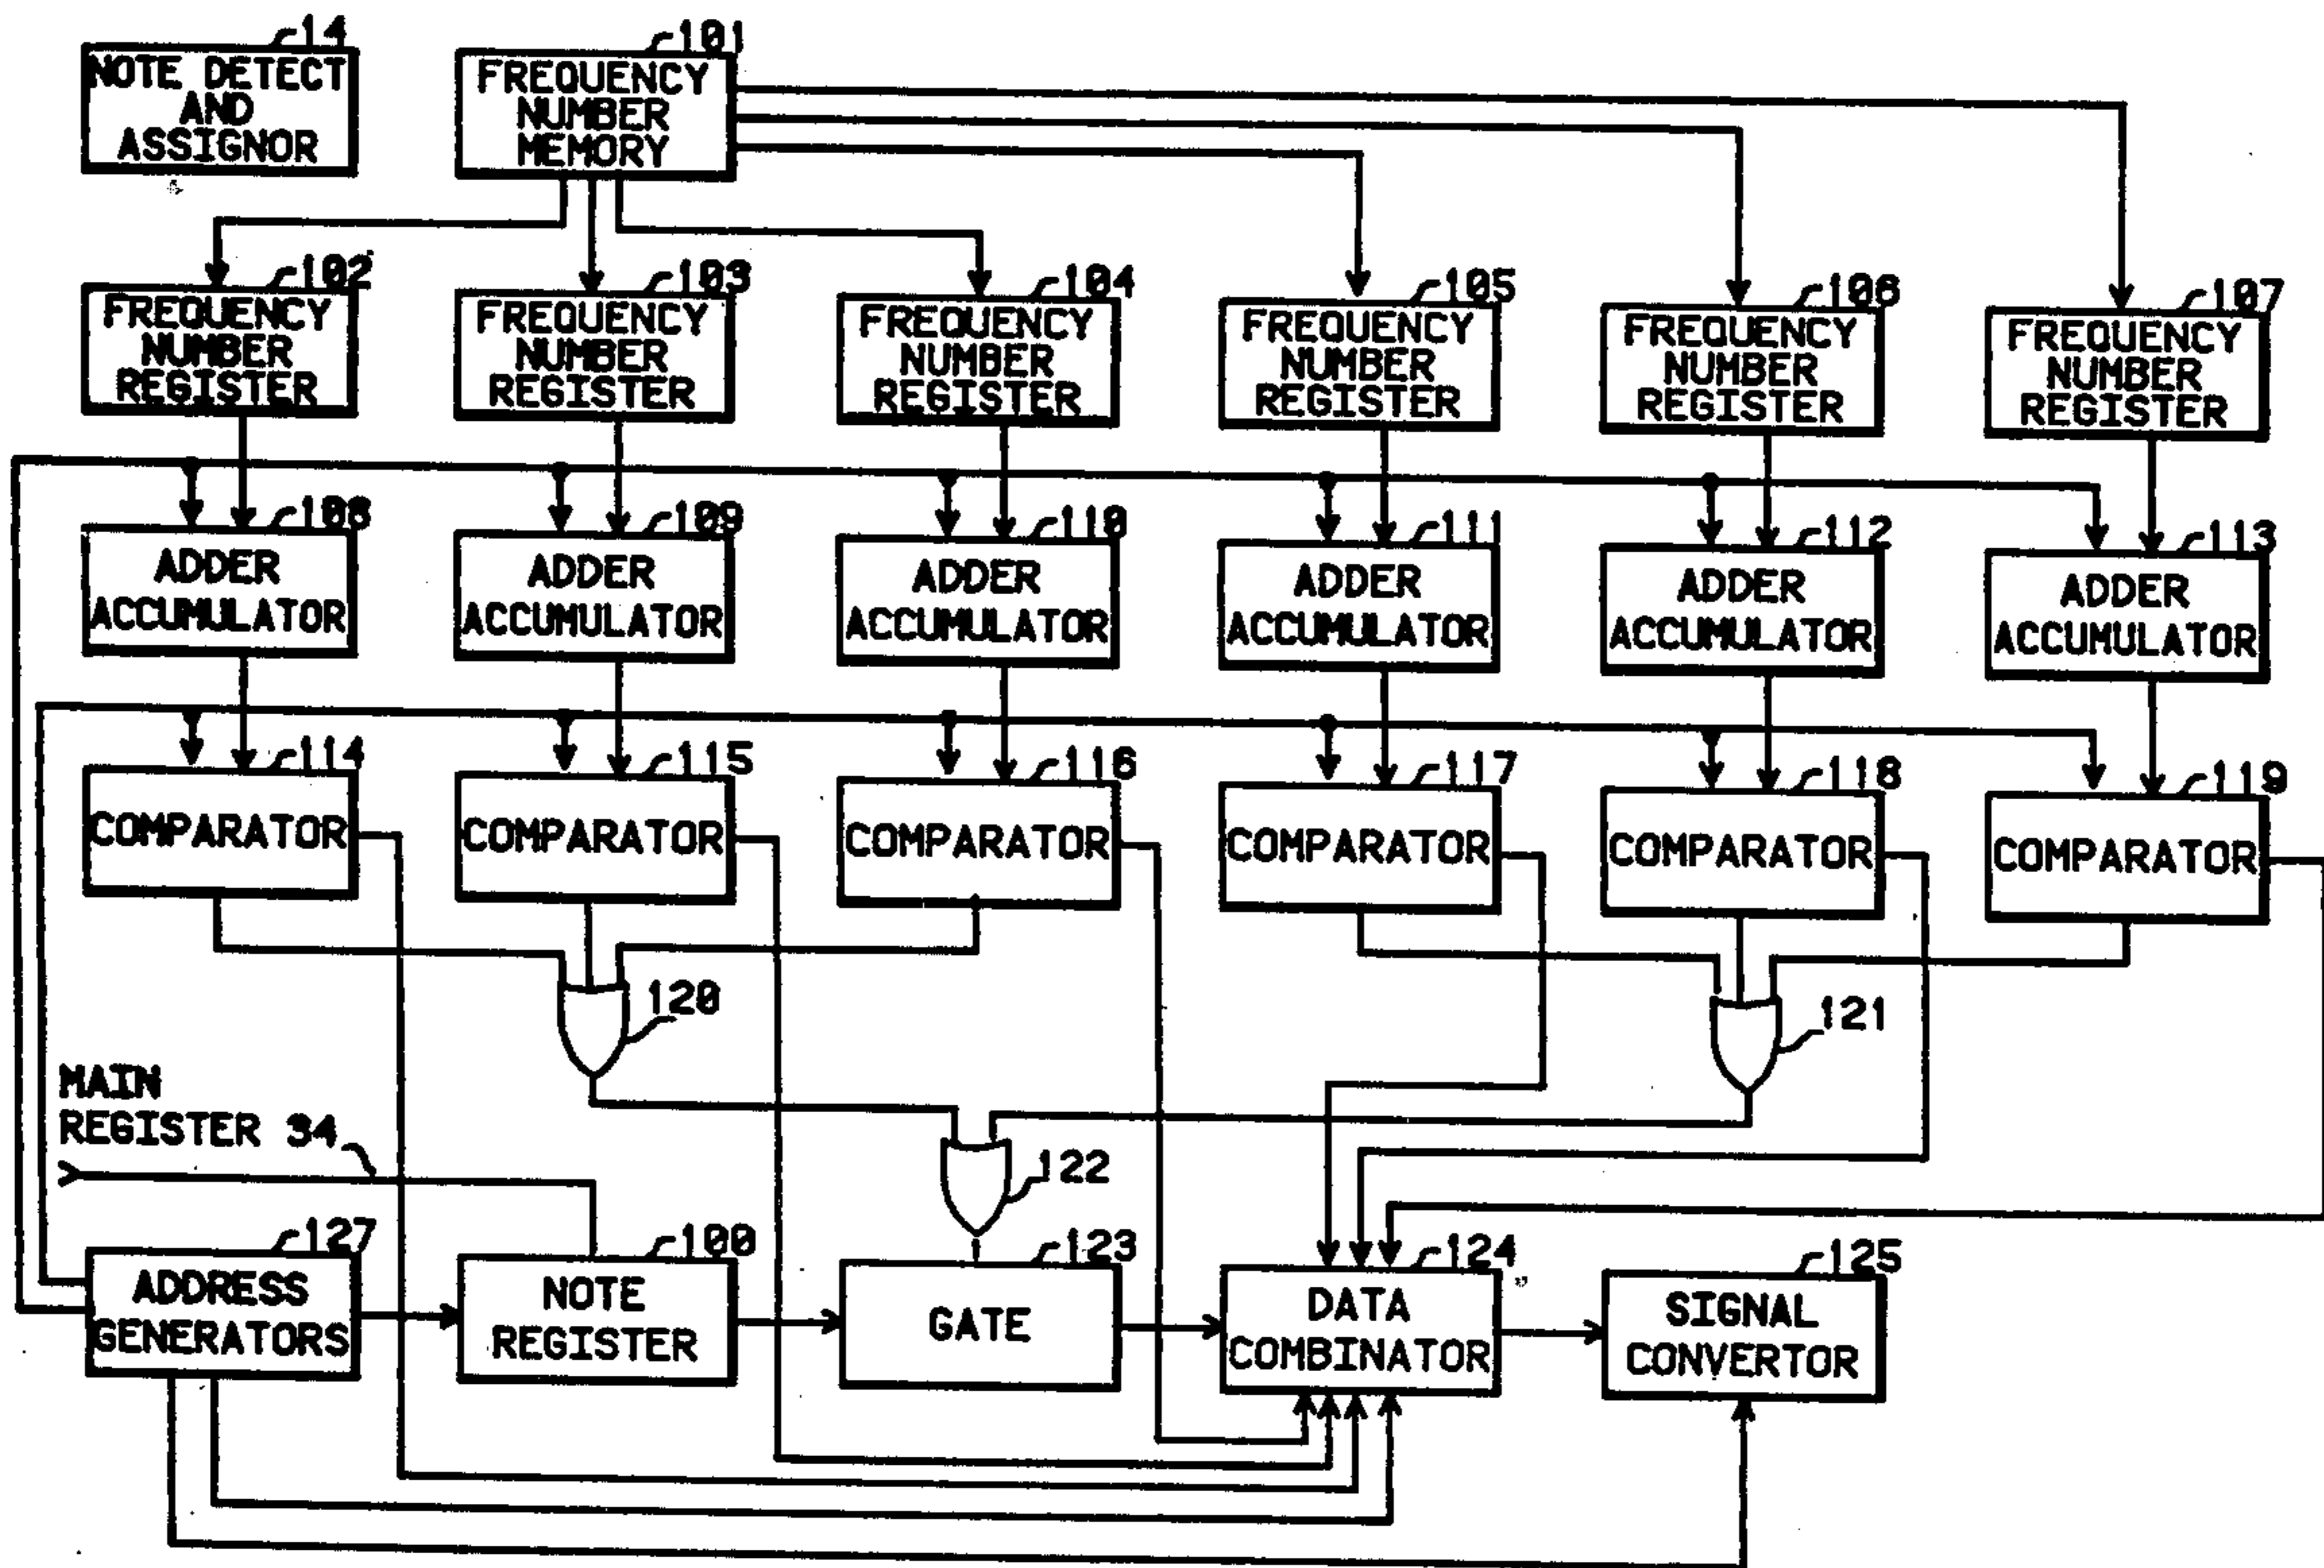 14
NOTE DETECT
AND
ASSIGNOR
101
FREQUENCY
NUMBER
MEMORY
102
FREQUENCY
NUMBER
REGISTER
103
FREQUENCY
NUMBER
REGISTER
104
FREQUENCY
NUMBER
REGISTER
105
FREQUENCY
NUMBER
REGISTER
106
FREQUENCY
NUMBER
REGISTER
107
FREQUENCY
NUMBER
REGISTER
108
ADDER
ACCUMULATOR
109
ADDER
ACCUMULATOR
110
ADDER
ACCUMULATOR
111
ADDER
ACCUMULATOR
112
ADDER
ACCUMULATOR
113
ADDER
ACCUMULATOR
114
COMPARATOR
115
COMPARATOR
116
COMPARATOR
117
COMPARATOR
118
COMPARATOR
119
COMPARATOR
120
121
MAIN
REGISTER 34
122
127
ADDRESS
GENERATORS
100
NOTE
REGISTER
123
GATE
124
DATA
COMBINATOR
125
SIGNAL
CONVERTOR